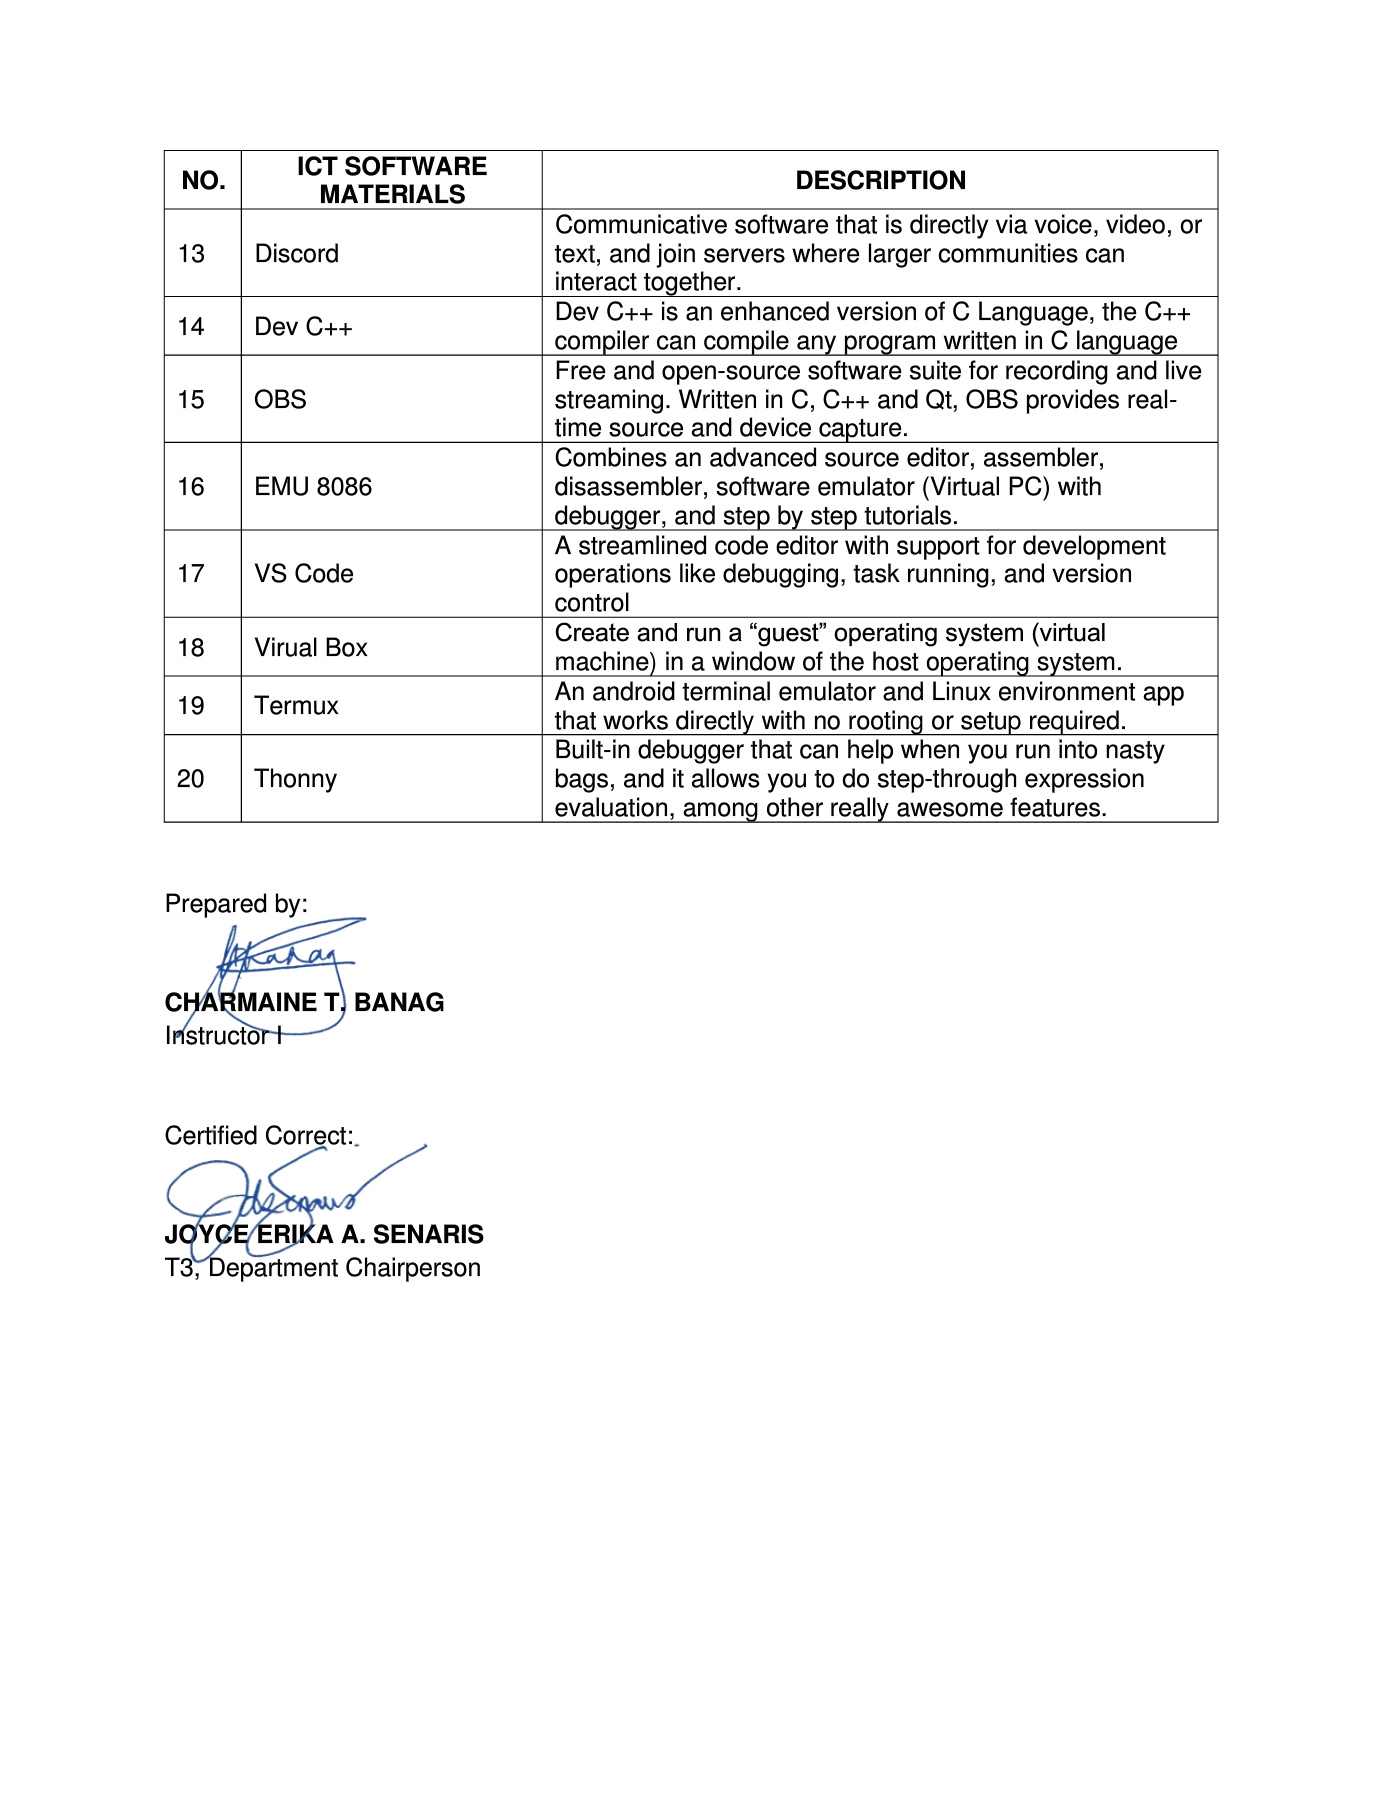 NO.
ICT SOFTWARE
MATERIALS
DESCRIPTION
13
Discord
Communicative software that is directly via voice, video, or
text, and join servers where larger communities can
interact together.
14
Dev C++
Dev C++ is an enhanced version of C Language, the C++
compiler can compile any program written in C language
15
OBS
Free and open-source software suite for recording and live
streaming. Written in C, C++ and Qt, OBS provides real-
time source and device capture.
16
EMU 8086
Combines an advanced source editor, assembler,
disassembler, software emulator (Virtual PC) with
debugger, and step by step tutorials.
17
VS Code
A streamlined code editor with support for development
operations like debugging, task running, and version
control
18
Virual Box
Create and run a “guest” operating system (virtual
machine) in a window of the host operating system.
19
Termux
An android terminal emulator and Linux environment app
that works directly with no rooting or setup required.
20
Thonny
Built-in debugger that can help when you run into nasty
bags, and it allows you to do step-through expression
evaluation, among other really awesome features.
Prepared by:
CHARMAINE T. BANAG
Instructor I
Certified Correct:
JOYCE ERIKA A. SENARIS
T3, Department Chairperson